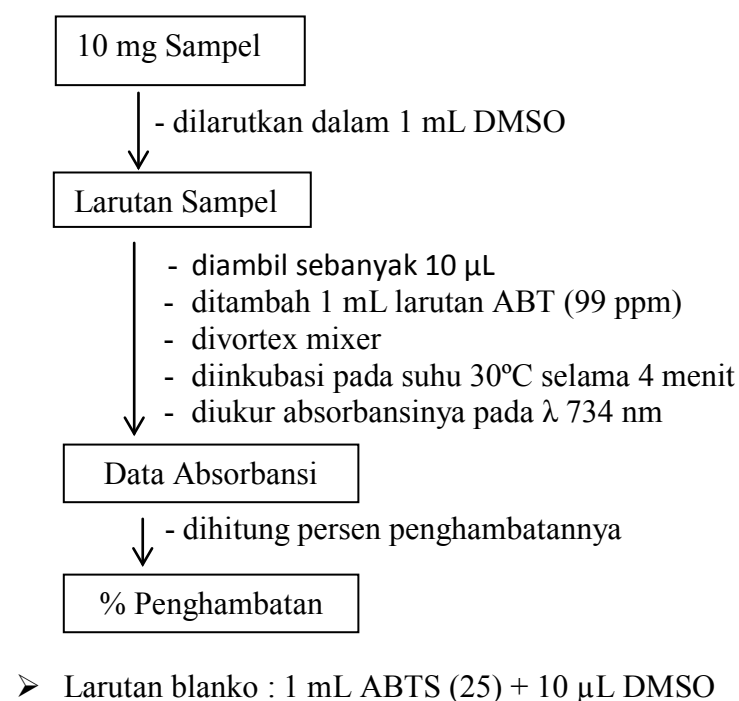 10 mg Sampel
- dilarutkan dalam 1 mL DMSO
Larutan Sampel
- diambil sebanyak 10 µL
- ditambah 1 mL larutan ABT (99 ppm)
- divortex mixer
- diinkubasi pada suhu 30ºC selama 4 menit
- diukur absorbansinya pada λ 734 nm
Data Absorbansi
- dihitung persen penghambatannya
% Penghambatan
➢ Larutan blanko : 1 mL ABTS (25) + 10 µL DMSO